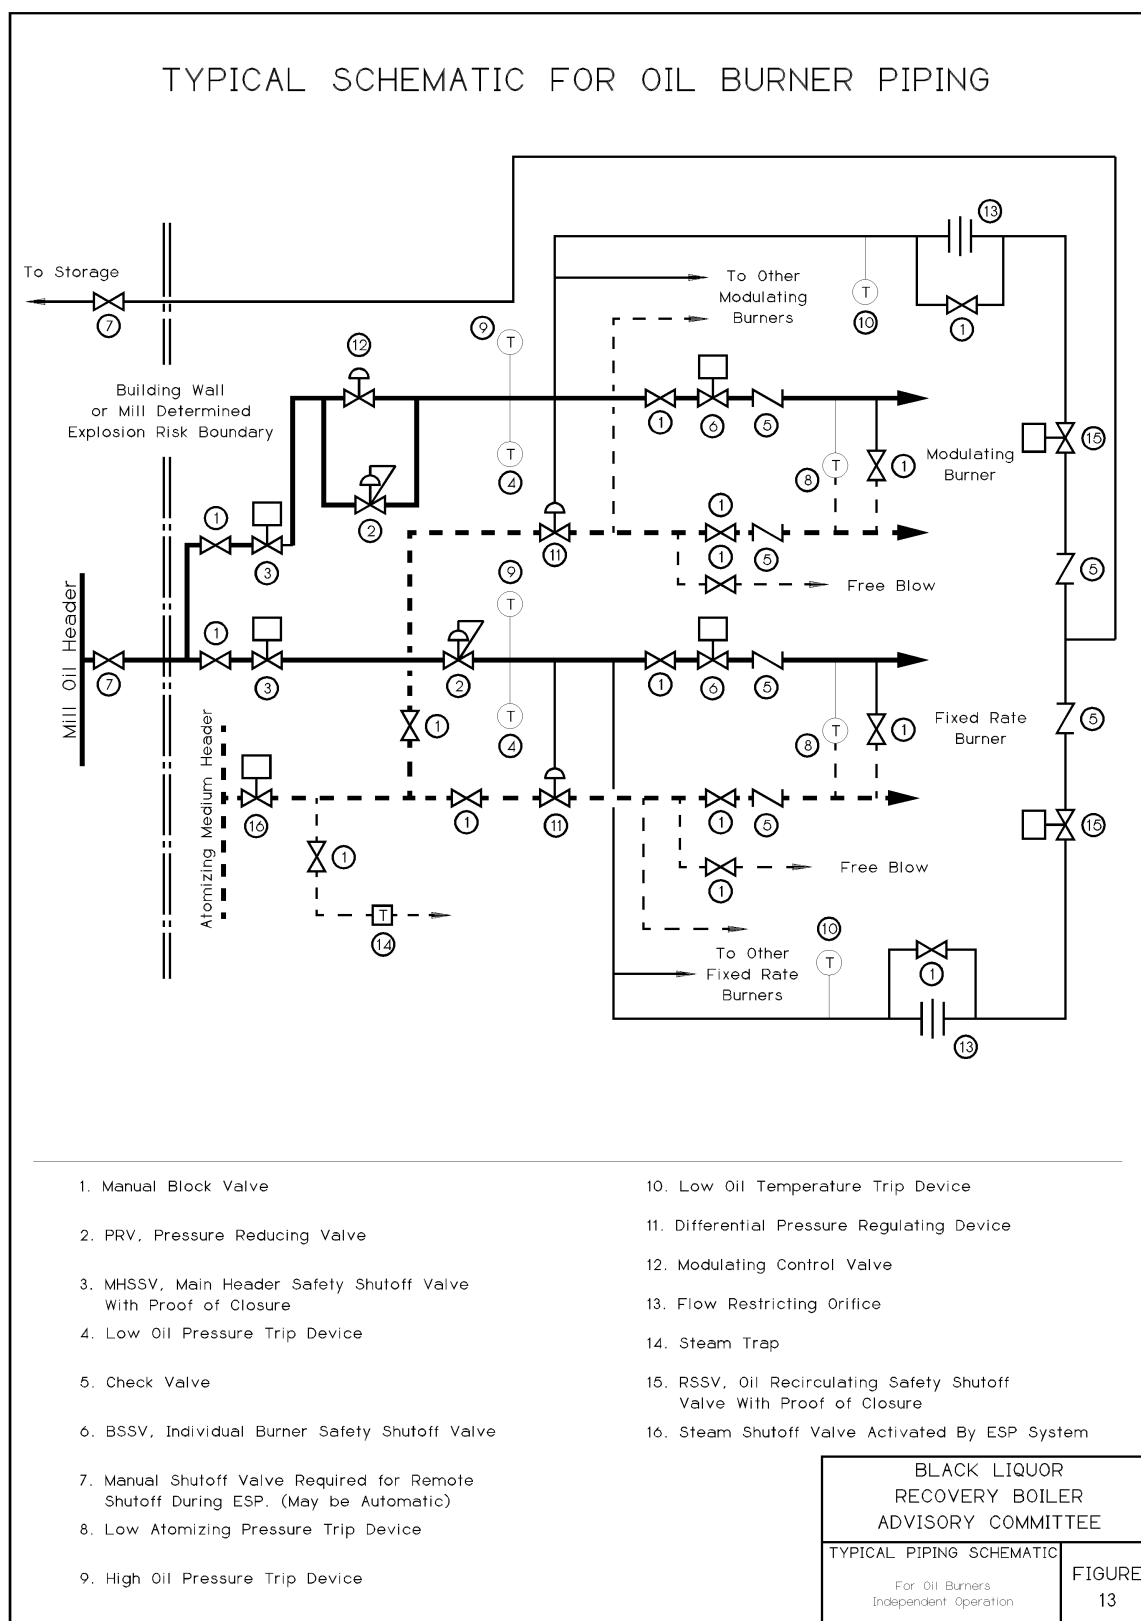 TYPICAL SCHEMATIC FOR OIL BURNER PIPING
13
To Storage
To Other
Modulating
Burners
T
10
1
7
9
T
12
Building Wall
or Mill Determined
Explosion Risk Boundary
1
6
5
15
T
4
T
8
1
Modulating
Burner
2
1
3
1
11
1
5
9
T
5
Free Blow
Mill Oil Header
1
7
3
2
1
6
5
T
4
1
T
8
1
Fixed Rate
Burner
5
Atomizing Medium Header
16
1
11
1
5
15
1
1
Free Blow
T
14
10
To Other
Fixed Rate
Burners
T
1
13
1. Manual Block Valve
2. PRV, Pressure Reducing Valve
3. MHSSV, Main Header Safety Shutoff Valve
With Proof of Closure
4. Low Oil Pressure Trip Device
5. Check Valve
6. BSSV, Individual Burner Safety Shutoff Valve
7. Manual Shutoff Valve Required for Remote
Shutoff During ESP. (May be Automatic)
8. Low Atomizing Pressure Trip Device
9. High Oil Pressure Trip Device
10. Low Oil Temperature Trip Device
11. Differential Pressure Regulating Device
12. Modulating Control Valve
13. Flow Restricting Orifice
14. Steam Trap
15. RSSV, Oil Recirculating Safety Shutoff
Valve With Proof of Closure
16. Steam Shutoff Valve Activated By ESP System
BLACK LIQUOR
RECOVERY BOILER
ADVISORY COMMITTEE
TYPICAL PIPING SCHEMATIC
For Oil Burners
Independent Operation
FIGURE
13